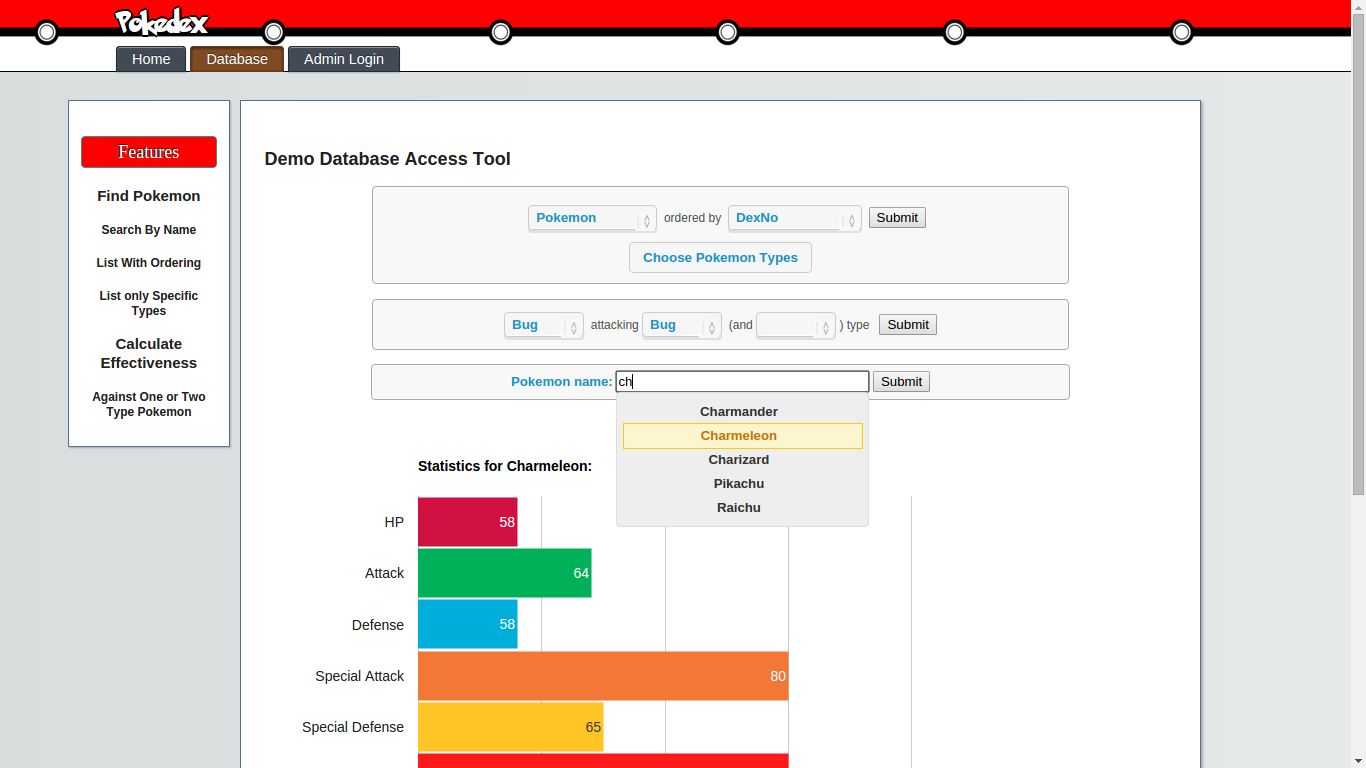 Pokedex
Home Database Admin Login
Features
Find Pokemon
Search By Name
List With Ordering
List only Specific
Types
Calculate
Effectiveness
Against One or Two
Type Pokemon
Demo Database Access Tool
Pokemon ordered by DexNo Submit
Choose Pokemon Types
Bug attacking Bug (and ) type Submit
Pokemon name: ch Submit
Charmander
Charmeleon
Charizard
Pikachu
Raichu
Statistics for Charmeleon:
HP 58
Attack 64
Defense 58
Special Attack 80
Special Defense 65